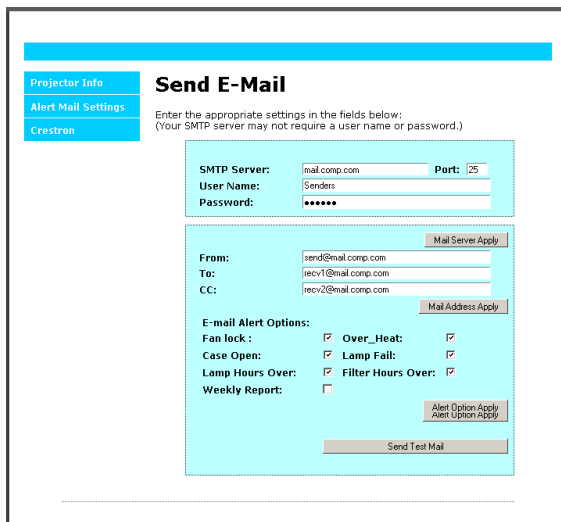 Projector Info
Alert Mail Settings
Crestron
Send E-Mail
Enter the appropriate settings in the fields below:
(Your SMTP server may not require a user name or password.)
SMTP Server: mail.comp.com Port: 25
User Name: Senders
Password: ●●●●●●
Mail Server Apply
From: send@mail.comp.com
To: recv1@mail.comp.com
CC: recv2@mail.comp.com
Mail Address Apply
E-mail Alert Options:
Fan lock : Over_Heat:
Case Open: Lamp Fail:
Lamp Hours Over: Filter Hours Over:
Weekly Report:
Alert Option Apply
Alert Option Apply
Send Test Mail